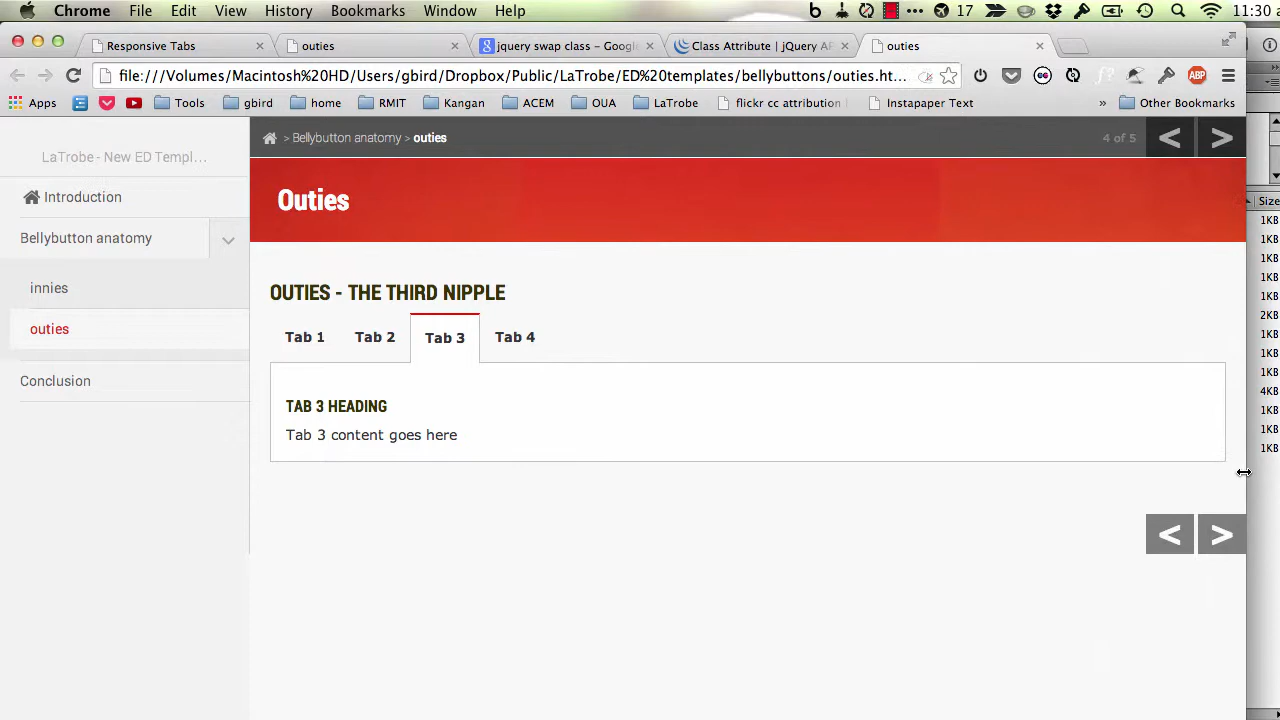 Chrome File Edit View History Bookmarks Window Help 17 11:30 a
Responsive Tabs outies jquery swap class – Googl Class Attribute | jQuery AP outies
file:///Volumes/Macintosh%20HD/Users/gbird/Dropbox/Public/LaTrobe/ED%20templates/bellybuttons/outies.ht... ABP
Apps Tools gbird home RMIT kangan ACEM OUA LaTrobe flickr cc attribution Instapaper Text » Other Bookmarks
> Bellybutton anatomy > outies 4 of 5 < >
LaTrobe - New ED Templ...
Introduction
Bellybutton anatomy
innies
outies
Conclusion
Outies
OUTIES - THE THIRD NIPPLE
Tab 1 Tab 2 Tab 3 Tab 4
TAB 3 HEADING
Tab 3 content goes here
< >
Size
1KB
1KB
1KB
1KB
1KB
2KB
1KB
1KB
1KB
4KB
1KB
1KB
1KB